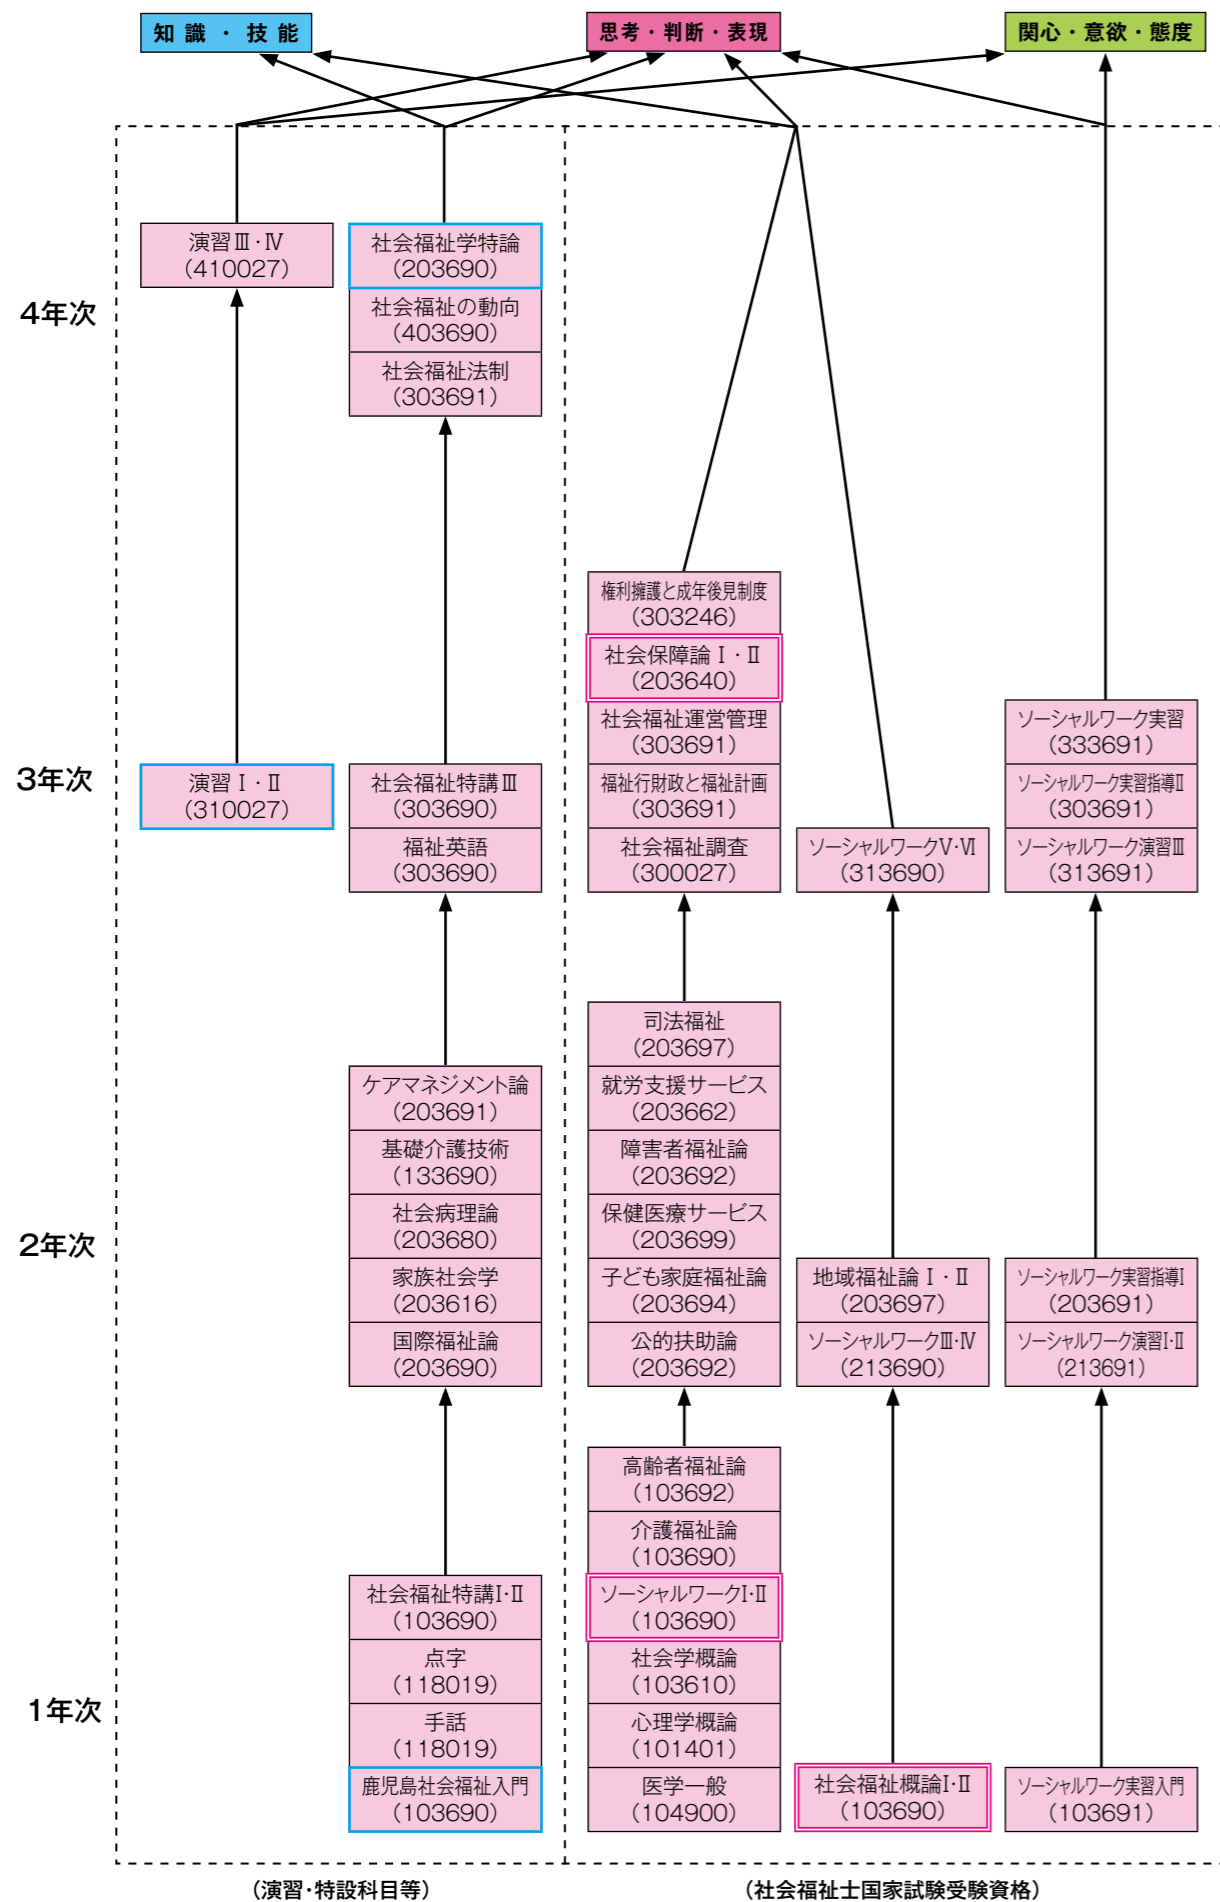 知識・技能
思考・判断・表現
関心・意欲・態度
4年次
演習Ⅲ・Ⅳ
(410027)
社会福祉学特論
(203690)
社会福祉の動向
(403690)
社会福祉法制
(303691)
3年次
演習Ⅰ・Ⅱ
(310027)
社会福祉特講Ⅲ
(303690)
福祉英語
(303690)
権利擁護と成年後見制度
(303246)
社会保障論Ⅰ・Ⅱ
(203640)
社会福祉運営管理
(303691)
福祉行財政と福祉計画
(303691)
社会福祉調査
(300027)
ソーシャルワークⅤ・Ⅵ
(313690)
ソーシャルワーク実習
(333691)
ソーシャルワーク実習指導Ⅱ
(303691)
ソーシャルワーク演習Ⅲ
(313691)
2年次
ケアマネジメント論
(203691)
基礎介護技術
(133690)
社会病理論
(203680)
家族社会学
(203616)
国際福祉論
(203690)
司法福祉
(203697)
就労支援サービス
(203662)
障害者福祉論
(203692)
保健医療サービス
(203699)
子ども家庭福祉論
(203694)
公的扶助論
(203692)
地域福祉論Ⅰ・Ⅱ
(203697)
ソーシャルワークⅢ・Ⅳ
(213690)
ソーシャルワーク実習指導Ⅰ
(203691)
ソーシャルワーク演習Ⅰ・Ⅱ
(213691)
1年次
社会福祉特講Ⅰ・Ⅱ
(103690)
点字
(118019)
手話
(118019)
鹿児島社会福祉入門
(103690)
高齢者福祉論
(103692)
介護福祉論
(103690)
ソーシャルワークⅠ・Ⅱ
(103690)
社会学概論
(103610)
心理学概論
(101401)
医学一般
(104900)
社会福祉概論Ⅰ・Ⅱ
(103690)
ソーシャルワーク実習入門
(103691)
(演習・特設科目等)
(社会福祉士国家試験受験資格)